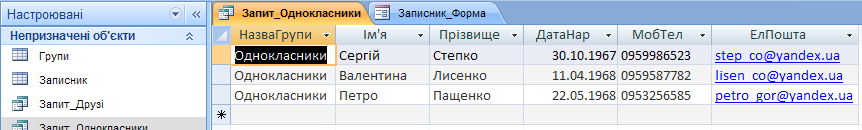 Настроювані
Непризначені об'єкти
Групи
Записник
Запит_Друзі
Запит_Однокласники
Запит_Однокласники Записник_Форма
НазваГрупи Ім'я Прізвище ДатаНар МобТел ЕлПошта
Однокласники Сергій Степко 30.10.1967 0959986523 step_co@yandex.ua
Однокласники Валентина Лисенко 11.04.1968 0959587782 lisen_co@yandex.ua
Однокласники Петро Пащенко 22.05.1968 0953256585 petro_gor@yandex.ua